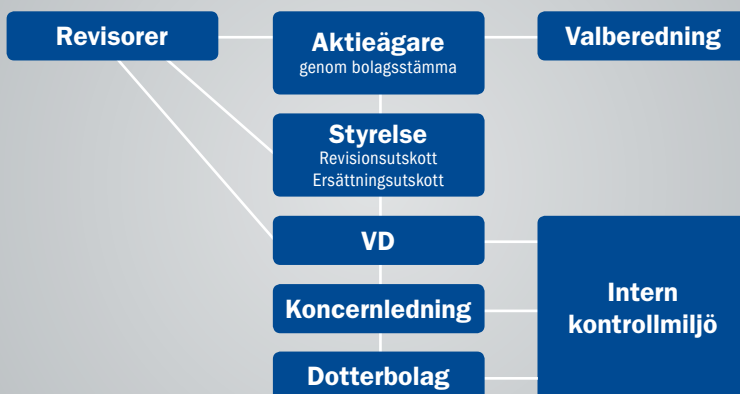 Revisorer
Aktieägare
genom bolagsstämma
Valberedning
Styrelse
Revisionsutskott
Ersättningsutskott
VD
Koncernledning
Intern
kontrollmiljö
Dotterbolag